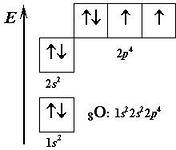 E
↑↓ ↑ ↑
2p⁴
↑↓
2s²
↑↓
₈O: 1s²2s²2p⁴
1s²